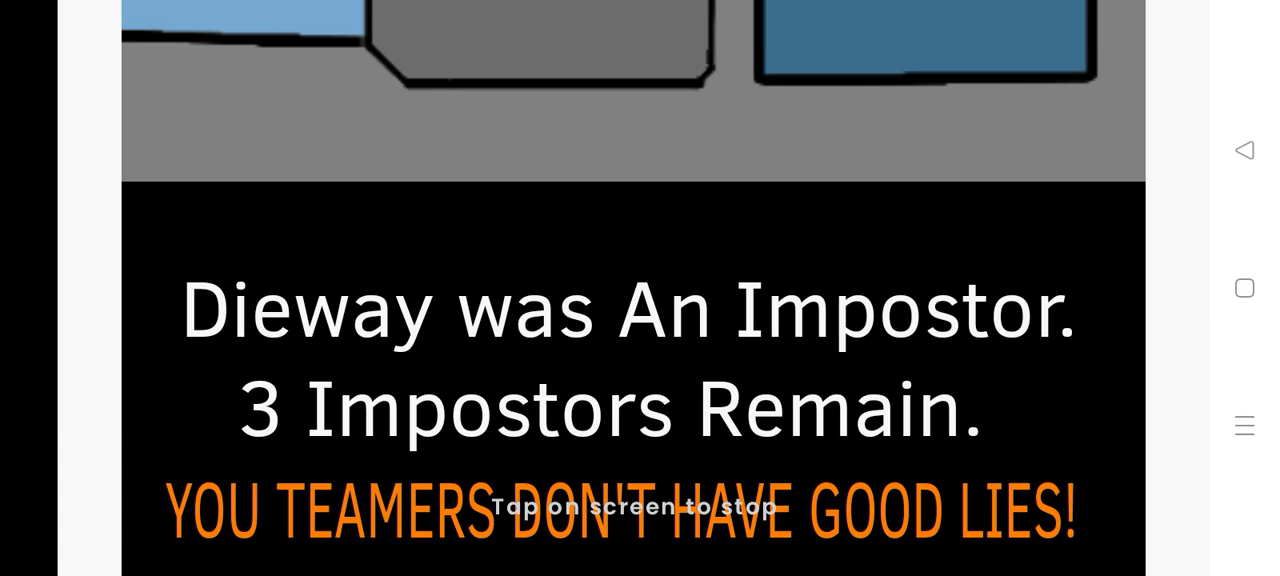 Dieway was An Impostor.
3 Impostors Remain.
YOU TEAMERS DON'T HAVE GOOD LIES!
Tap on screen to stop